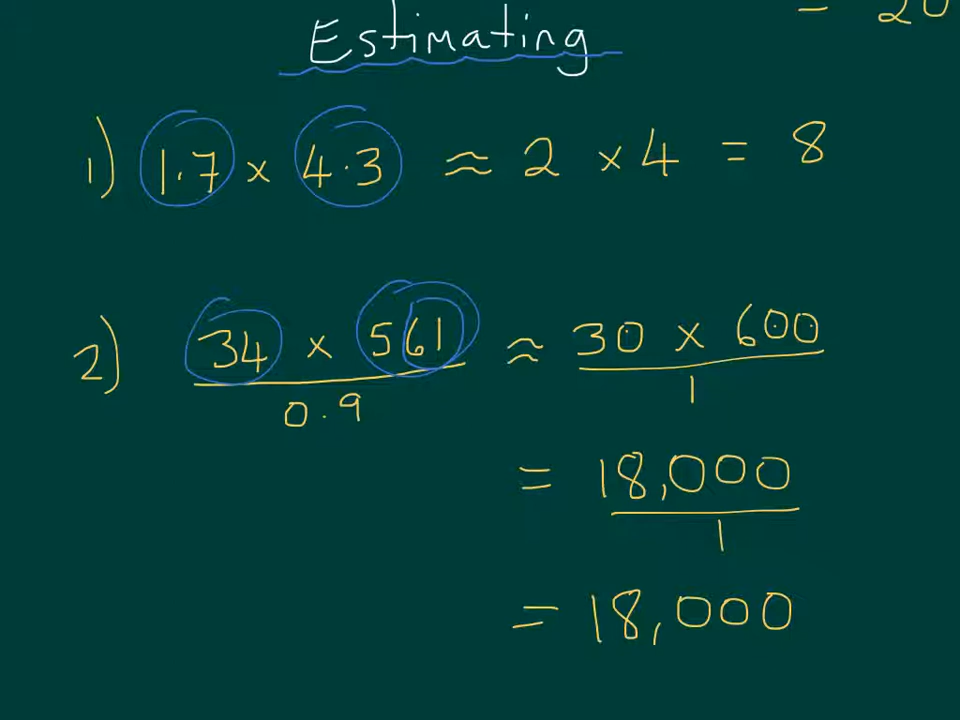 = 20
Estimating
1) 1.7 x 4.3 ≈ 2 x 4 = 8
2) 34 x 561 ≈ 30 x 600
0.9 1
= 18,000
1
= 18,000